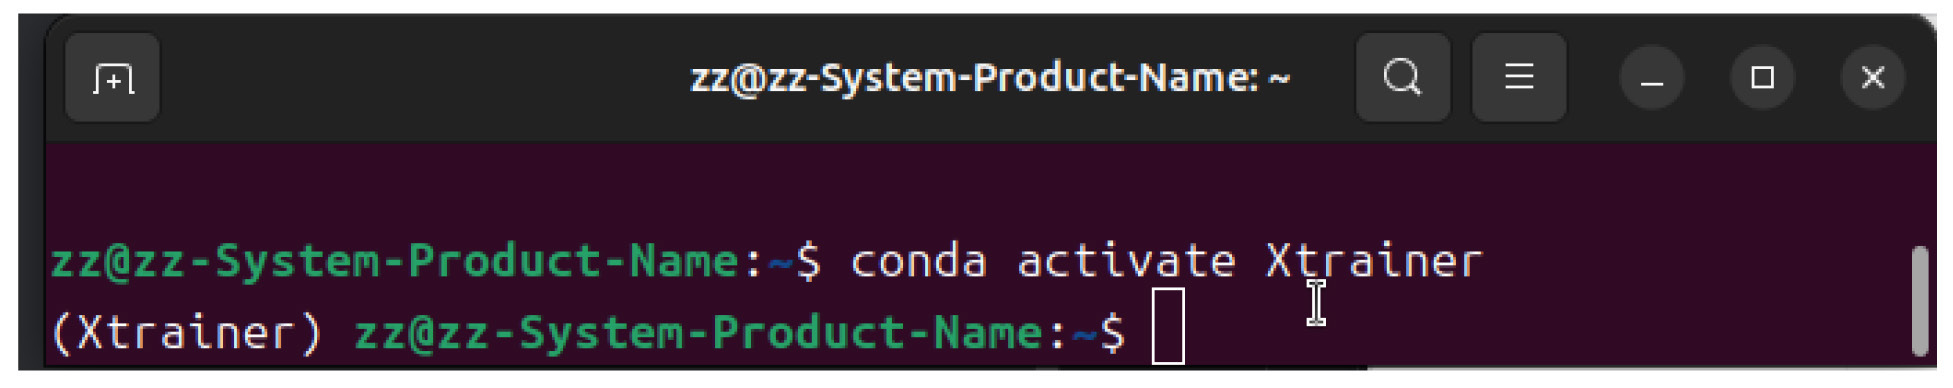 zz@zz-System-Product-Name: ~
zz@zz-System-Product-Name:~$ conda activate Xtrainer
(Xtrainer) zz@zz-System-Product-Name:~$